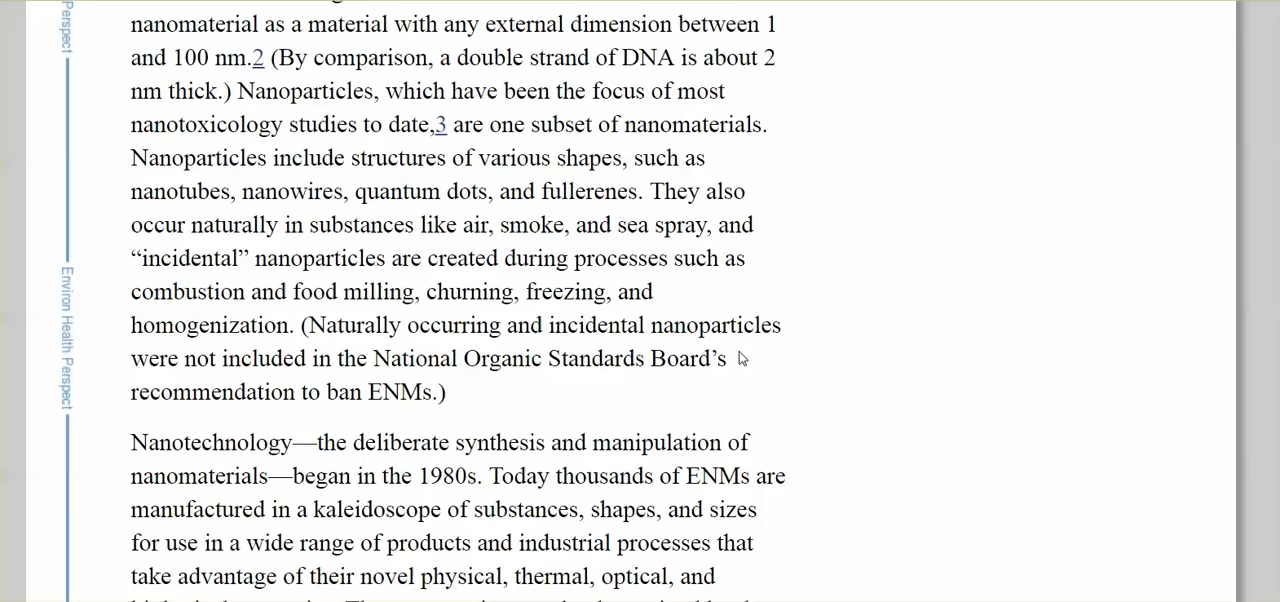 nanomaterial as a material with any external dimension between 1
and 100 nm.2 (By comparison, a double strand of DNA is about 2
nm thick.) Nanoparticles, which have been the focus of most
nanotoxicology studies to date,3 are one subset of nanomaterials.
Nanoparticles include structures of various shapes, such as
nanotubes, nanowires, quantum dots, and fullerenes. They also
occur naturally in substances like air, smoke, and sea spray, and
“incidental” nanoparticles are created during processes such as
combustion and food milling, churning, freezing, and
homogenization. (Naturally occurring and incidental nanoparticles
were not included in the National Organic Standards Board’s
recommendation to ban ENMs.)
Nanotechnology—the deliberate synthesis and manipulation of
nanomaterials—began in the 1980s. Today thousands of ENMs are
manufactured in a kaleidoscope of substances, shapes, and sizes
for use in a wide range of products and industrial processes that
take advantage of their novel physical, thermal, optical, and
Perspect
Environ Health Perspect